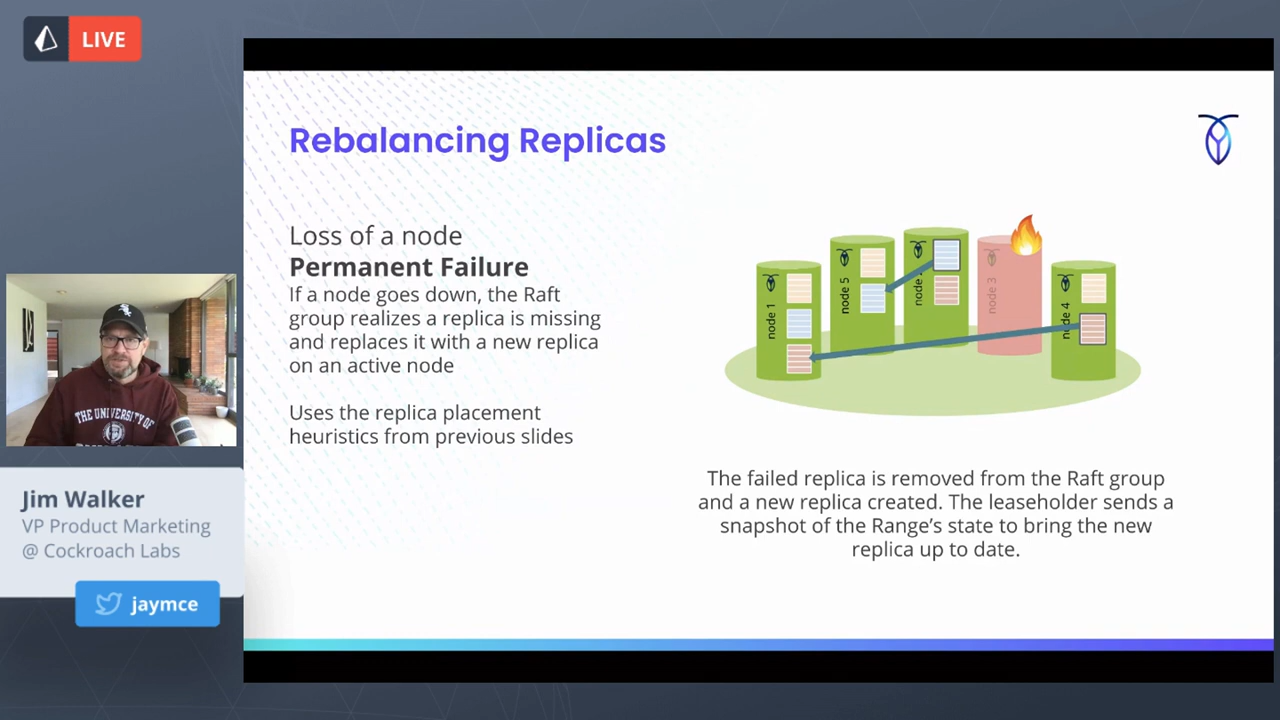 LIVE
Rebalancing Replicas
Loss of a node
Permanent Failure
If a node goes down, the Raft
group realizes a replica is missing
and replaces it with a new replica
on an active node
Uses the replica placement
heuristics from previous slides
node 1
node 5
node
node 3
node 4
The failed replica is removed from the Raft group
and a new replica created. The leaseholder sends a
snapshot of the Range’s state to bring the new
replica up to date.
THE UNIVERSITY OF
Jim Walker
VP Product Marketing
@ Cockroach Labs
jaymce